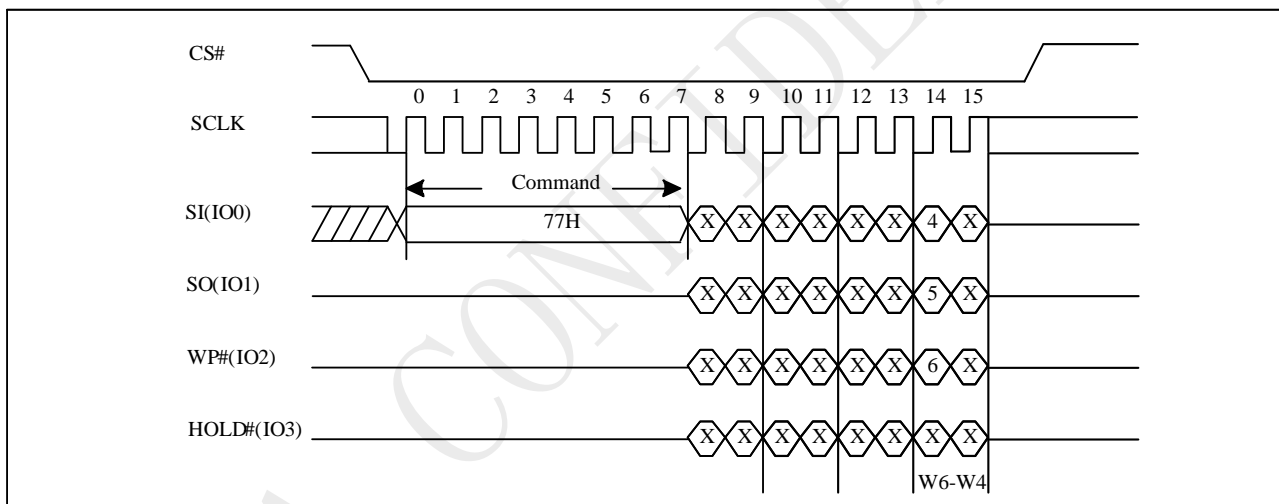 CS#
0 1 2 3 4 5 6 7 8 9 10 11 12 13 14 15
SCLK
Command
SI(IO0) 77H X X X X X X 4 X
SO(IO1) X X X X X X 5 X
WP#(IO2) X X X X X X 6 X
HOLD#(IO3) X X X X X X X X
W6-W4